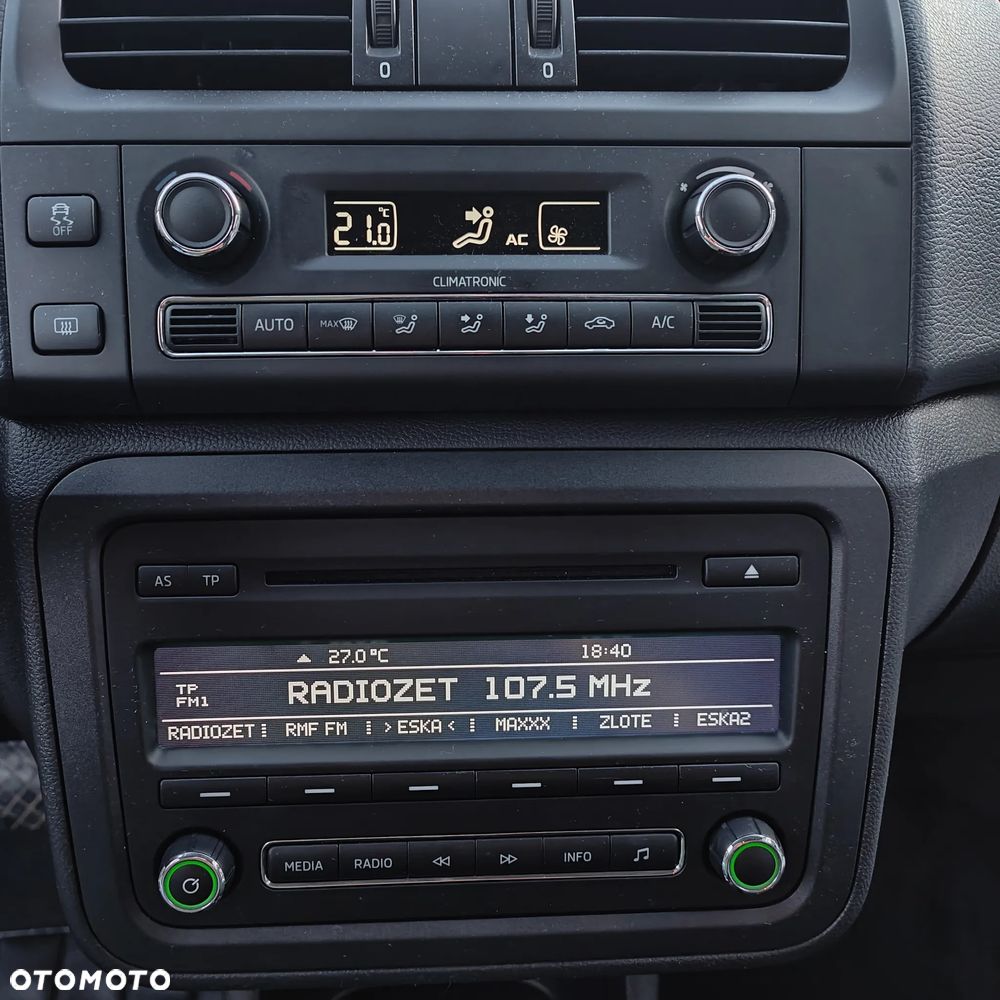 0 0
OFF
21.0 °C AC
CLIMATRONIC
AUTO MAX A/C
AS TP
27.0°C 18:40
TP
FM1
RADIOZET 107.5 MHz
RADIOZET RMF FM >ESKA< MAXXX ZLOTE ESKA2
MEDIA RADIO INFO
OTOMOTO